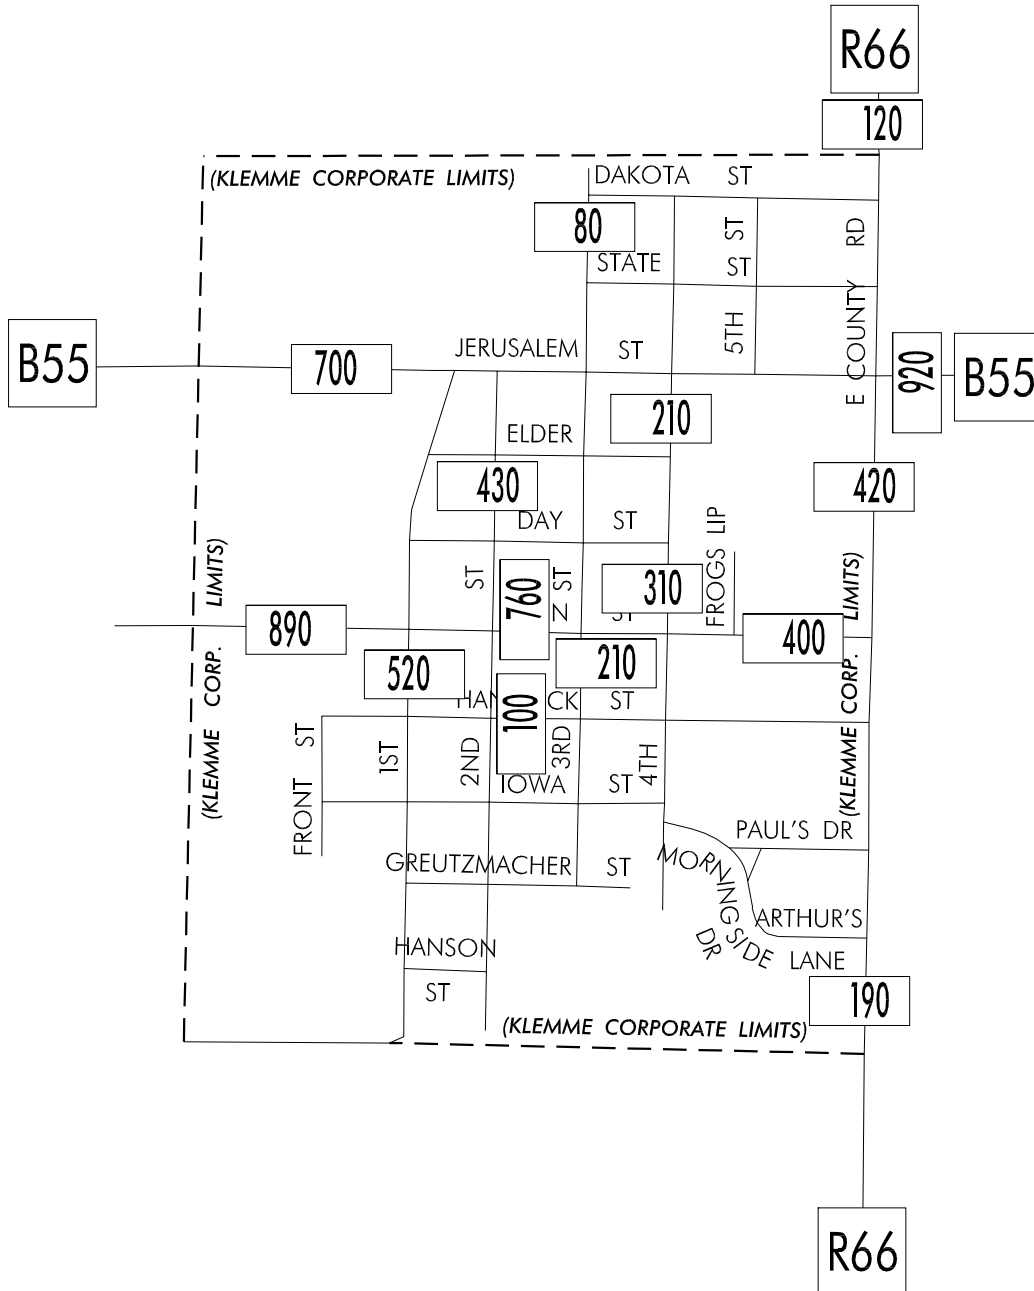 R66
120
(KLEMME CORPORATE LIMITS)
DAKOTA ST
80
ST
RD
STATE
ST
B55
700
JERUSALEM ST
5TH
E COUNTY
920
B55
210
ELDER
430
420
DAY ST
FROGS LIP
(KLEMME CORP. LIMITS)
ST
760
ST
310
(KLEMME CORP. LIMITS)
890
400
520
210
100
CK ST
FRONT ST
1ST
2ND
3RD
4TH
IOWA ST
PAUL'S DR
GREUTZMACHER ST
MORNINGSIDE DR
ARTHUR'S
LANE
HANSON
ST
190
(KLEMME CORPORATE LIMITS)
R66